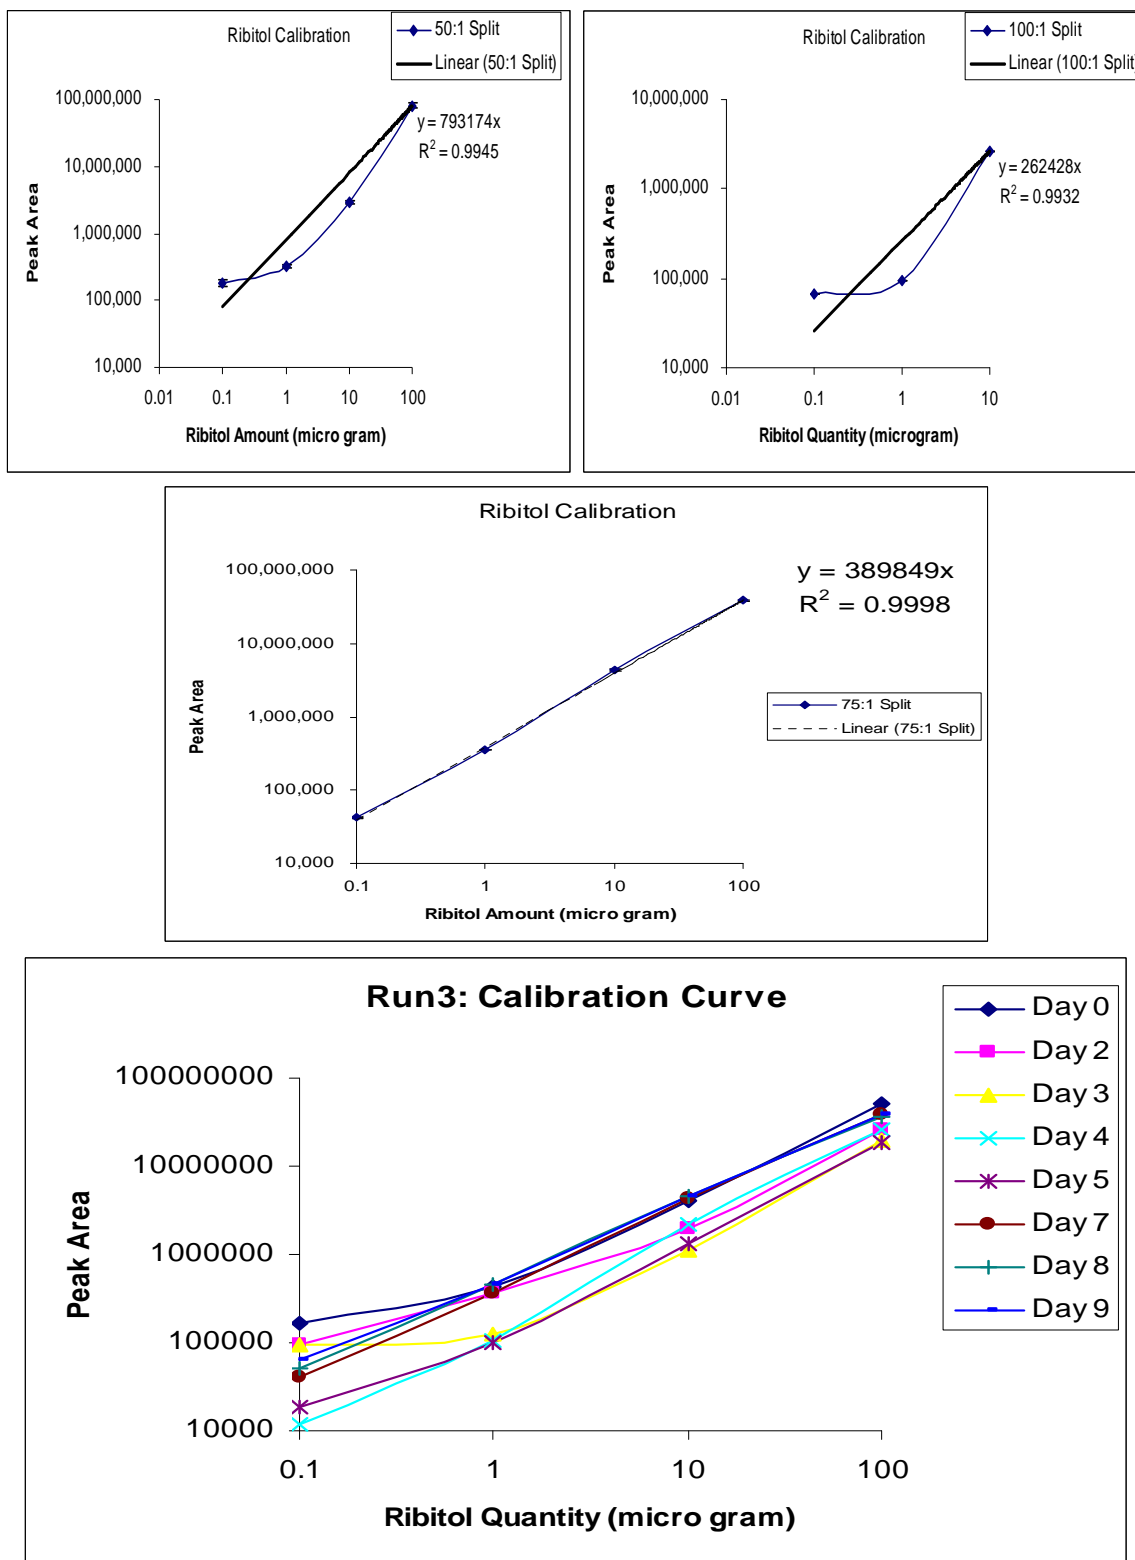 Ribitol Calibration
50:1 Split
Linear (50:1 Split)
100,000,000
10,000,000
1,000,000
100,000
10,000
y = 793174x
R² = 0.9945
Peak Area
0.01 0.1 1 10 100
Ribitol Amount (micro gram)
Ribitol Calibration
100:1 Split
Linear (100:1 Split)
10,000,000
1,000,000
100,000
10,000
y = 262428x
R² = 0.9932
Peak Area
0.01 0.1 1 10
Ribitol Quantity (microgram)
Ribitol Calibration
100,000,000
10,000,000
1,000,000
100,000
10,000
y = 389849x
R² = 0.9998
Peak Area
75:1 Split
Linear (75:1 Split)
0.1 1 10 100
Ribitol Amount (micro gram)
Run3: Calibration Curve
100000000
10000000
1000000
100000
10000
Peak Area
0.1 1 10 100
Ribitol Quantity (micro gram)
Day 0
Day 2
Day 3
Day 4
Day 5
Day 7
Day 8
Day 9